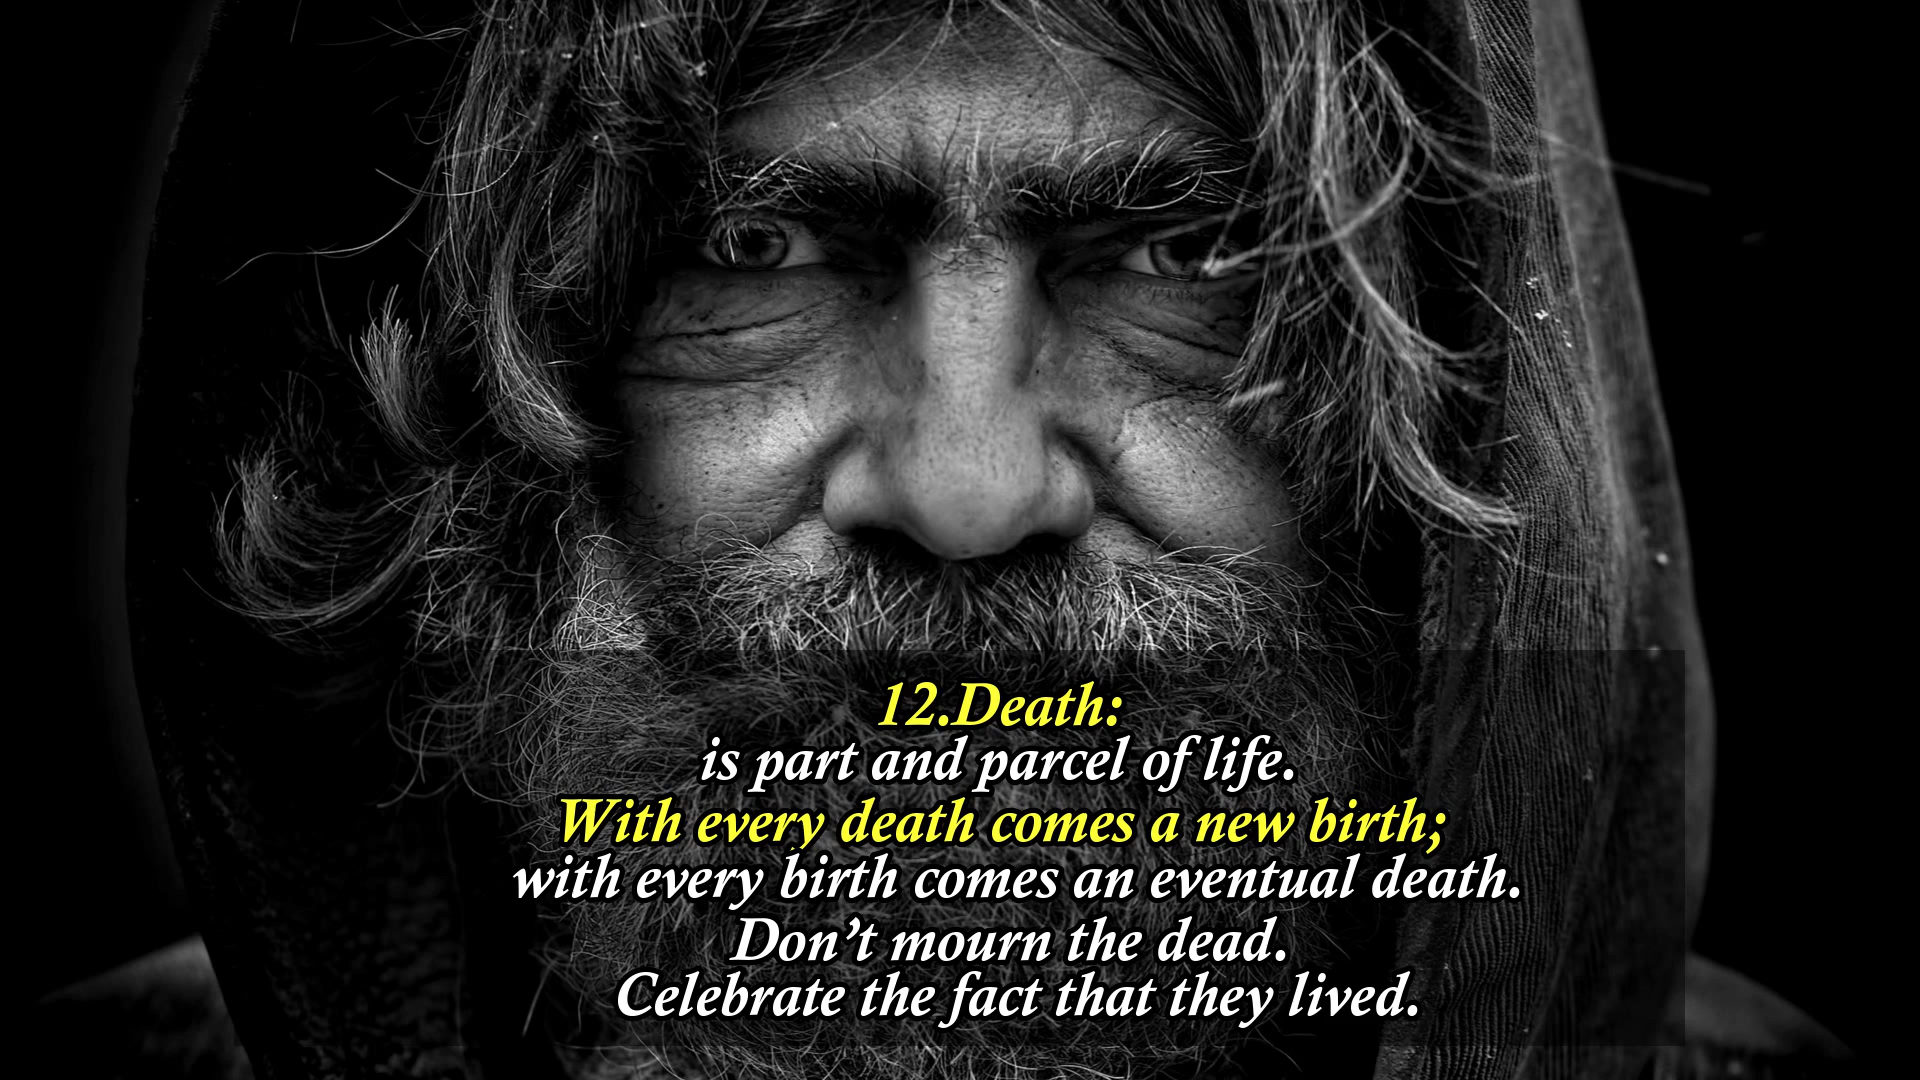 12.Death:
is part and parcel of life.
With every death comes a new birth;
with every birth comes an eventual death.
Don’t mourn the dead.
Celebrate the fact that they lived.